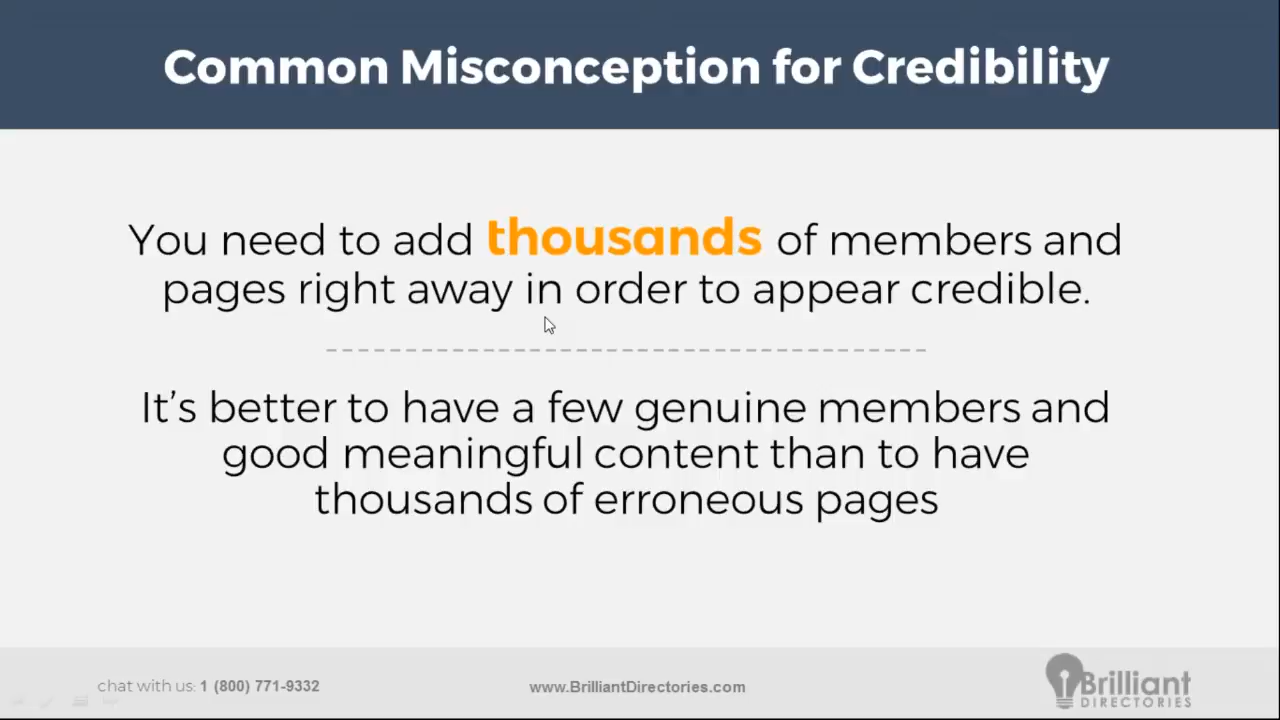 Common Misconception for Credibility
You need to add thousands of members and
pages right away in order to appear credible.
It's better to have a few genuine members and
good meaningful content than to have
thousands of erroneous pages
chat with us: 1 (800) 771-9332
www.BrilliantDirectories.com
Brilliant
DIRECTORIES